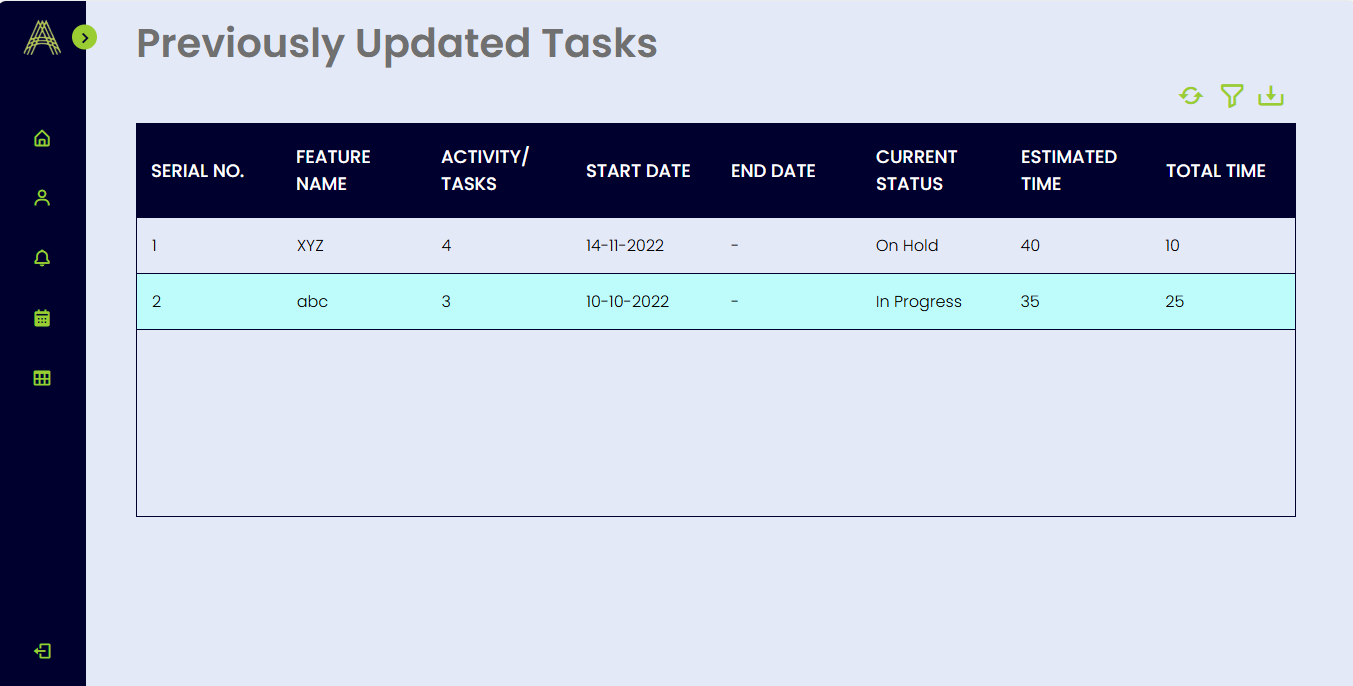 Previously Updated Tasks
SERIAL NO. FEATURE NAME ACTIVITY/ TASKS START DATE END DATE CURRENT STATUS ESTIMATED TIME TOTAL TIME
1 XYZ 4 14-11-2022 - On Hold 40 10
2 abc 3 10-10-2022 - In Progress 35 25